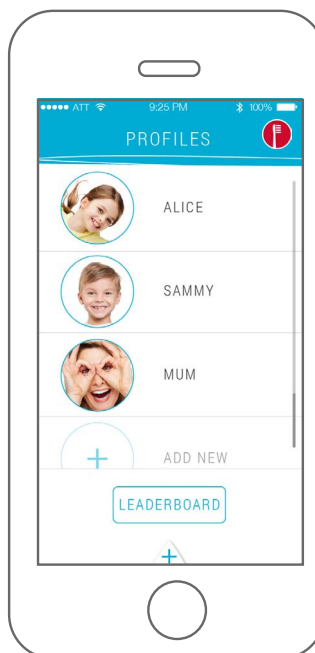 ATT 9:25 PM 100%
PROFILES
ALICE
SAMMY
MUM
ADD NEW
LEADERBOARD